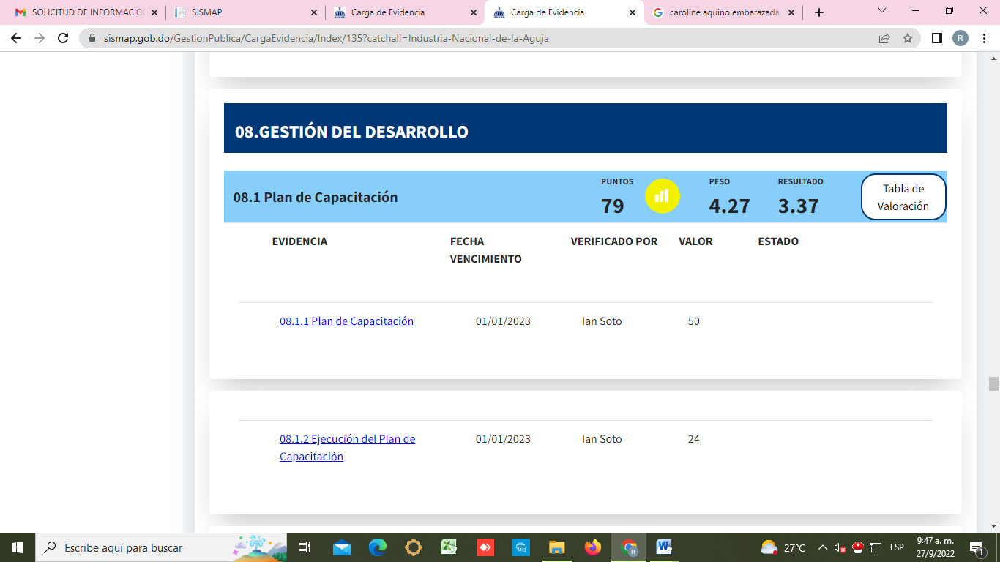 SOLICITUD DE INFORMACIO
SISMAP
Carga de Evidencia
Carga de Evidencia
caroline aquino embarazada
sismap.gob.do/GestionPublica/CargaEvidencia/Index/135?catchall=Industria-Nacional-de-la-Aguja
R
08.GESTIÓN DEL DESARROLLO
08.1 Plan de Capacitación
PUNTOS
79
PESO
4.27
RESULTADO
3.37
Tabla de
Valoración
EVIDENCIA
FECHA
VENCIMIENTO
VERIFICADO POR
VALOR
ESTADO
08.1.1 Plan de Capacitación
01/01/2023
Ian Soto
50
08.1.2 Ejecución del Plan de
Capacitación
01/01/2023
Ian Soto
24
Escribe aquí para buscar
27°C
ESP
9:47 a. m.
27/9/2022
1